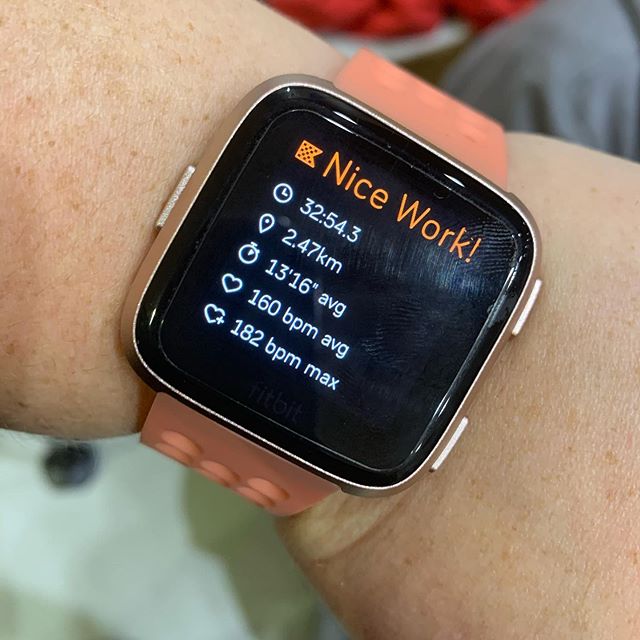 Nice Work!
32:54.3
2.47km
13'16" avg
160 bpm avg
182 bpm max
fitbit